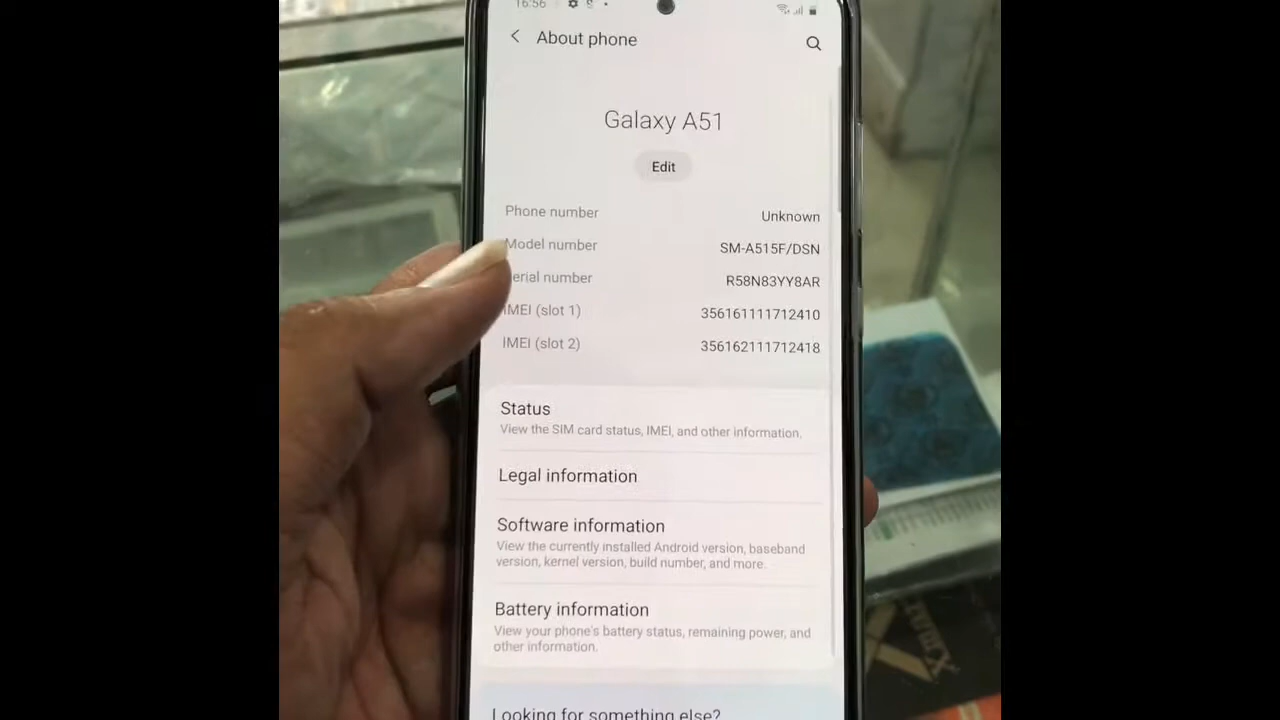 16:56
About phone
Galaxy A51
Edit
Phone number Unknown
Model number SM-A515F/DSN
erial number R58N83YY8AR
IMEI (slot 1) 356161111712410
IMEI (slot 2) 356162111712418
Status
View the SIM card status, IMEI, and other information.
Legal information
Software information
View the currently installed Android version, baseband
version, kernel version, build number, and more.
Battery information
View your phone's battery status, remaining power, and
other information.
Looking for something else?